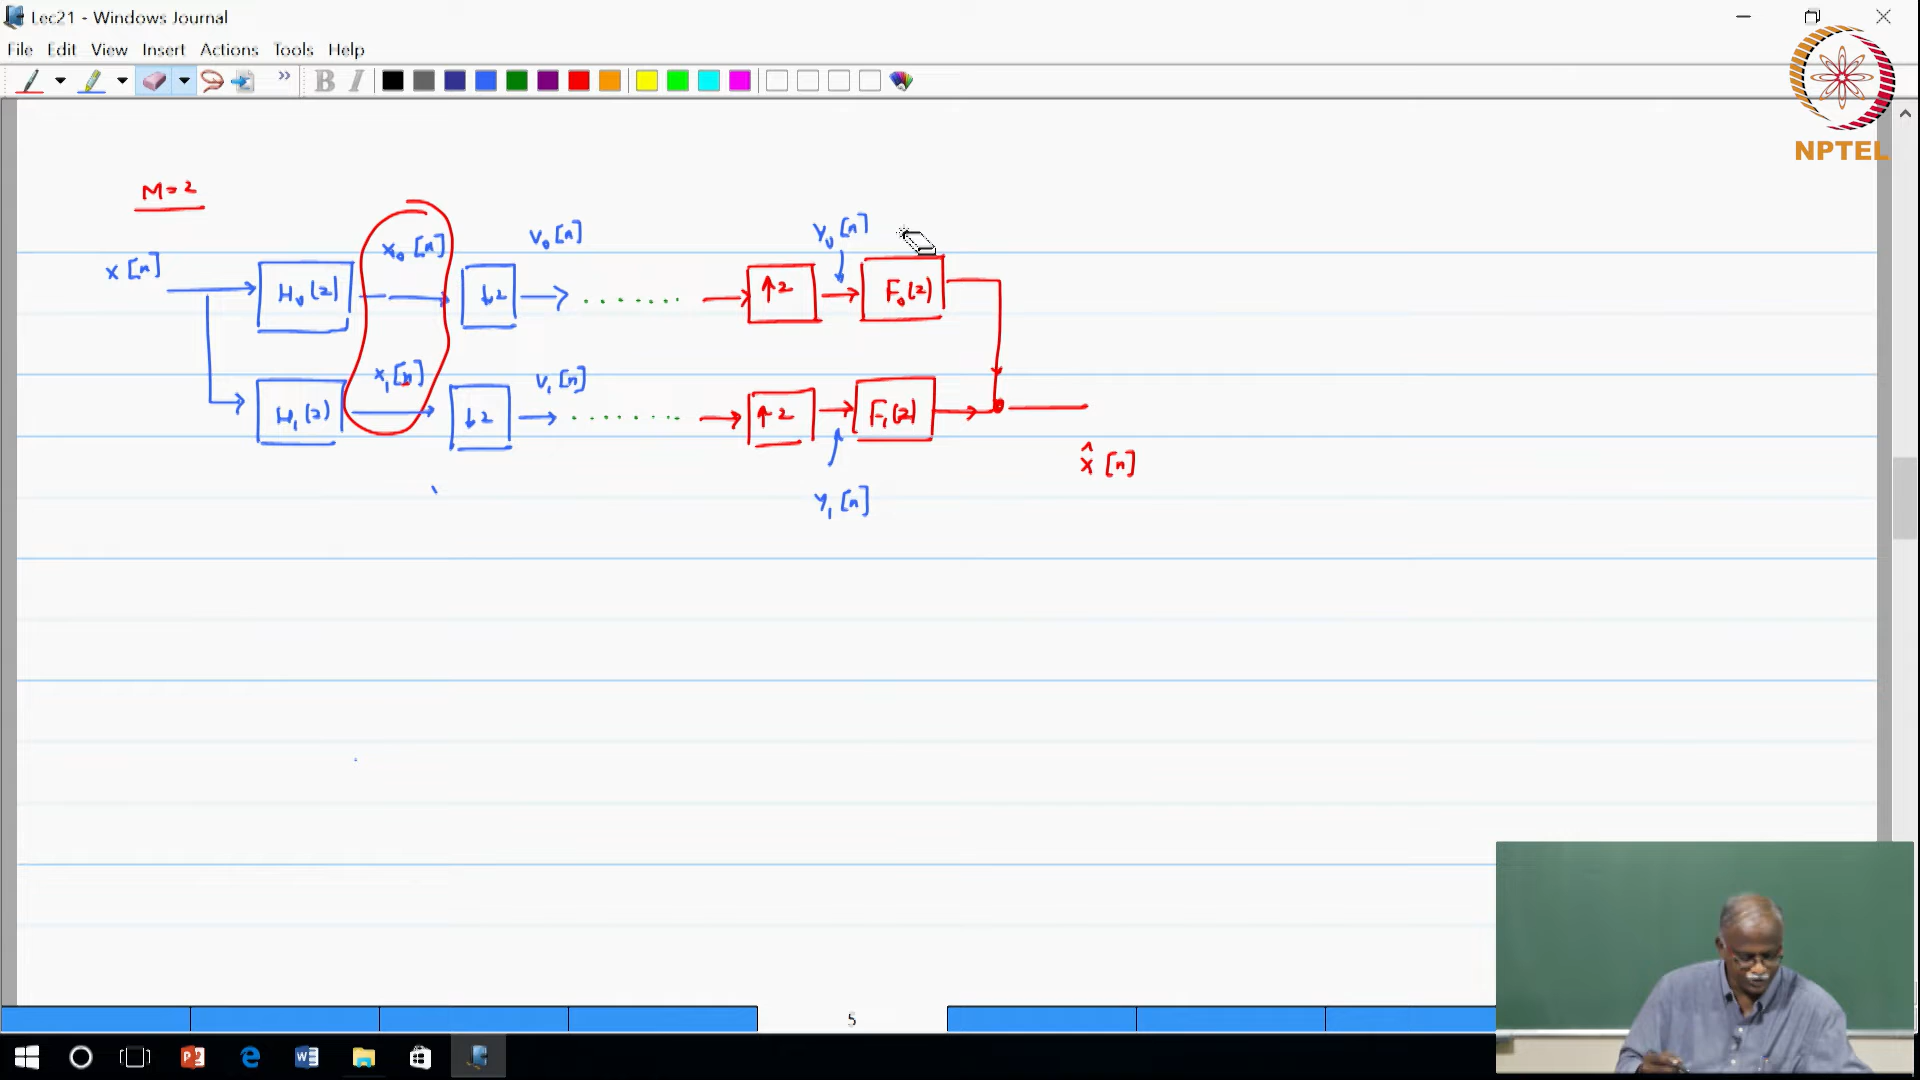 Lec21 - Windows Journal
File Edit View Insert Actions Tools Help
B I
NPTEL
M=2
x[n]
H₀(z)
x₀[n]
↓2
v₀[n]
↑2
y₀[n]
F₀(z)
H₁(z)
x₁[n]
↓2
v₁[n]
↑2
y₁[n]
F₁(z)
x̂[n]
5